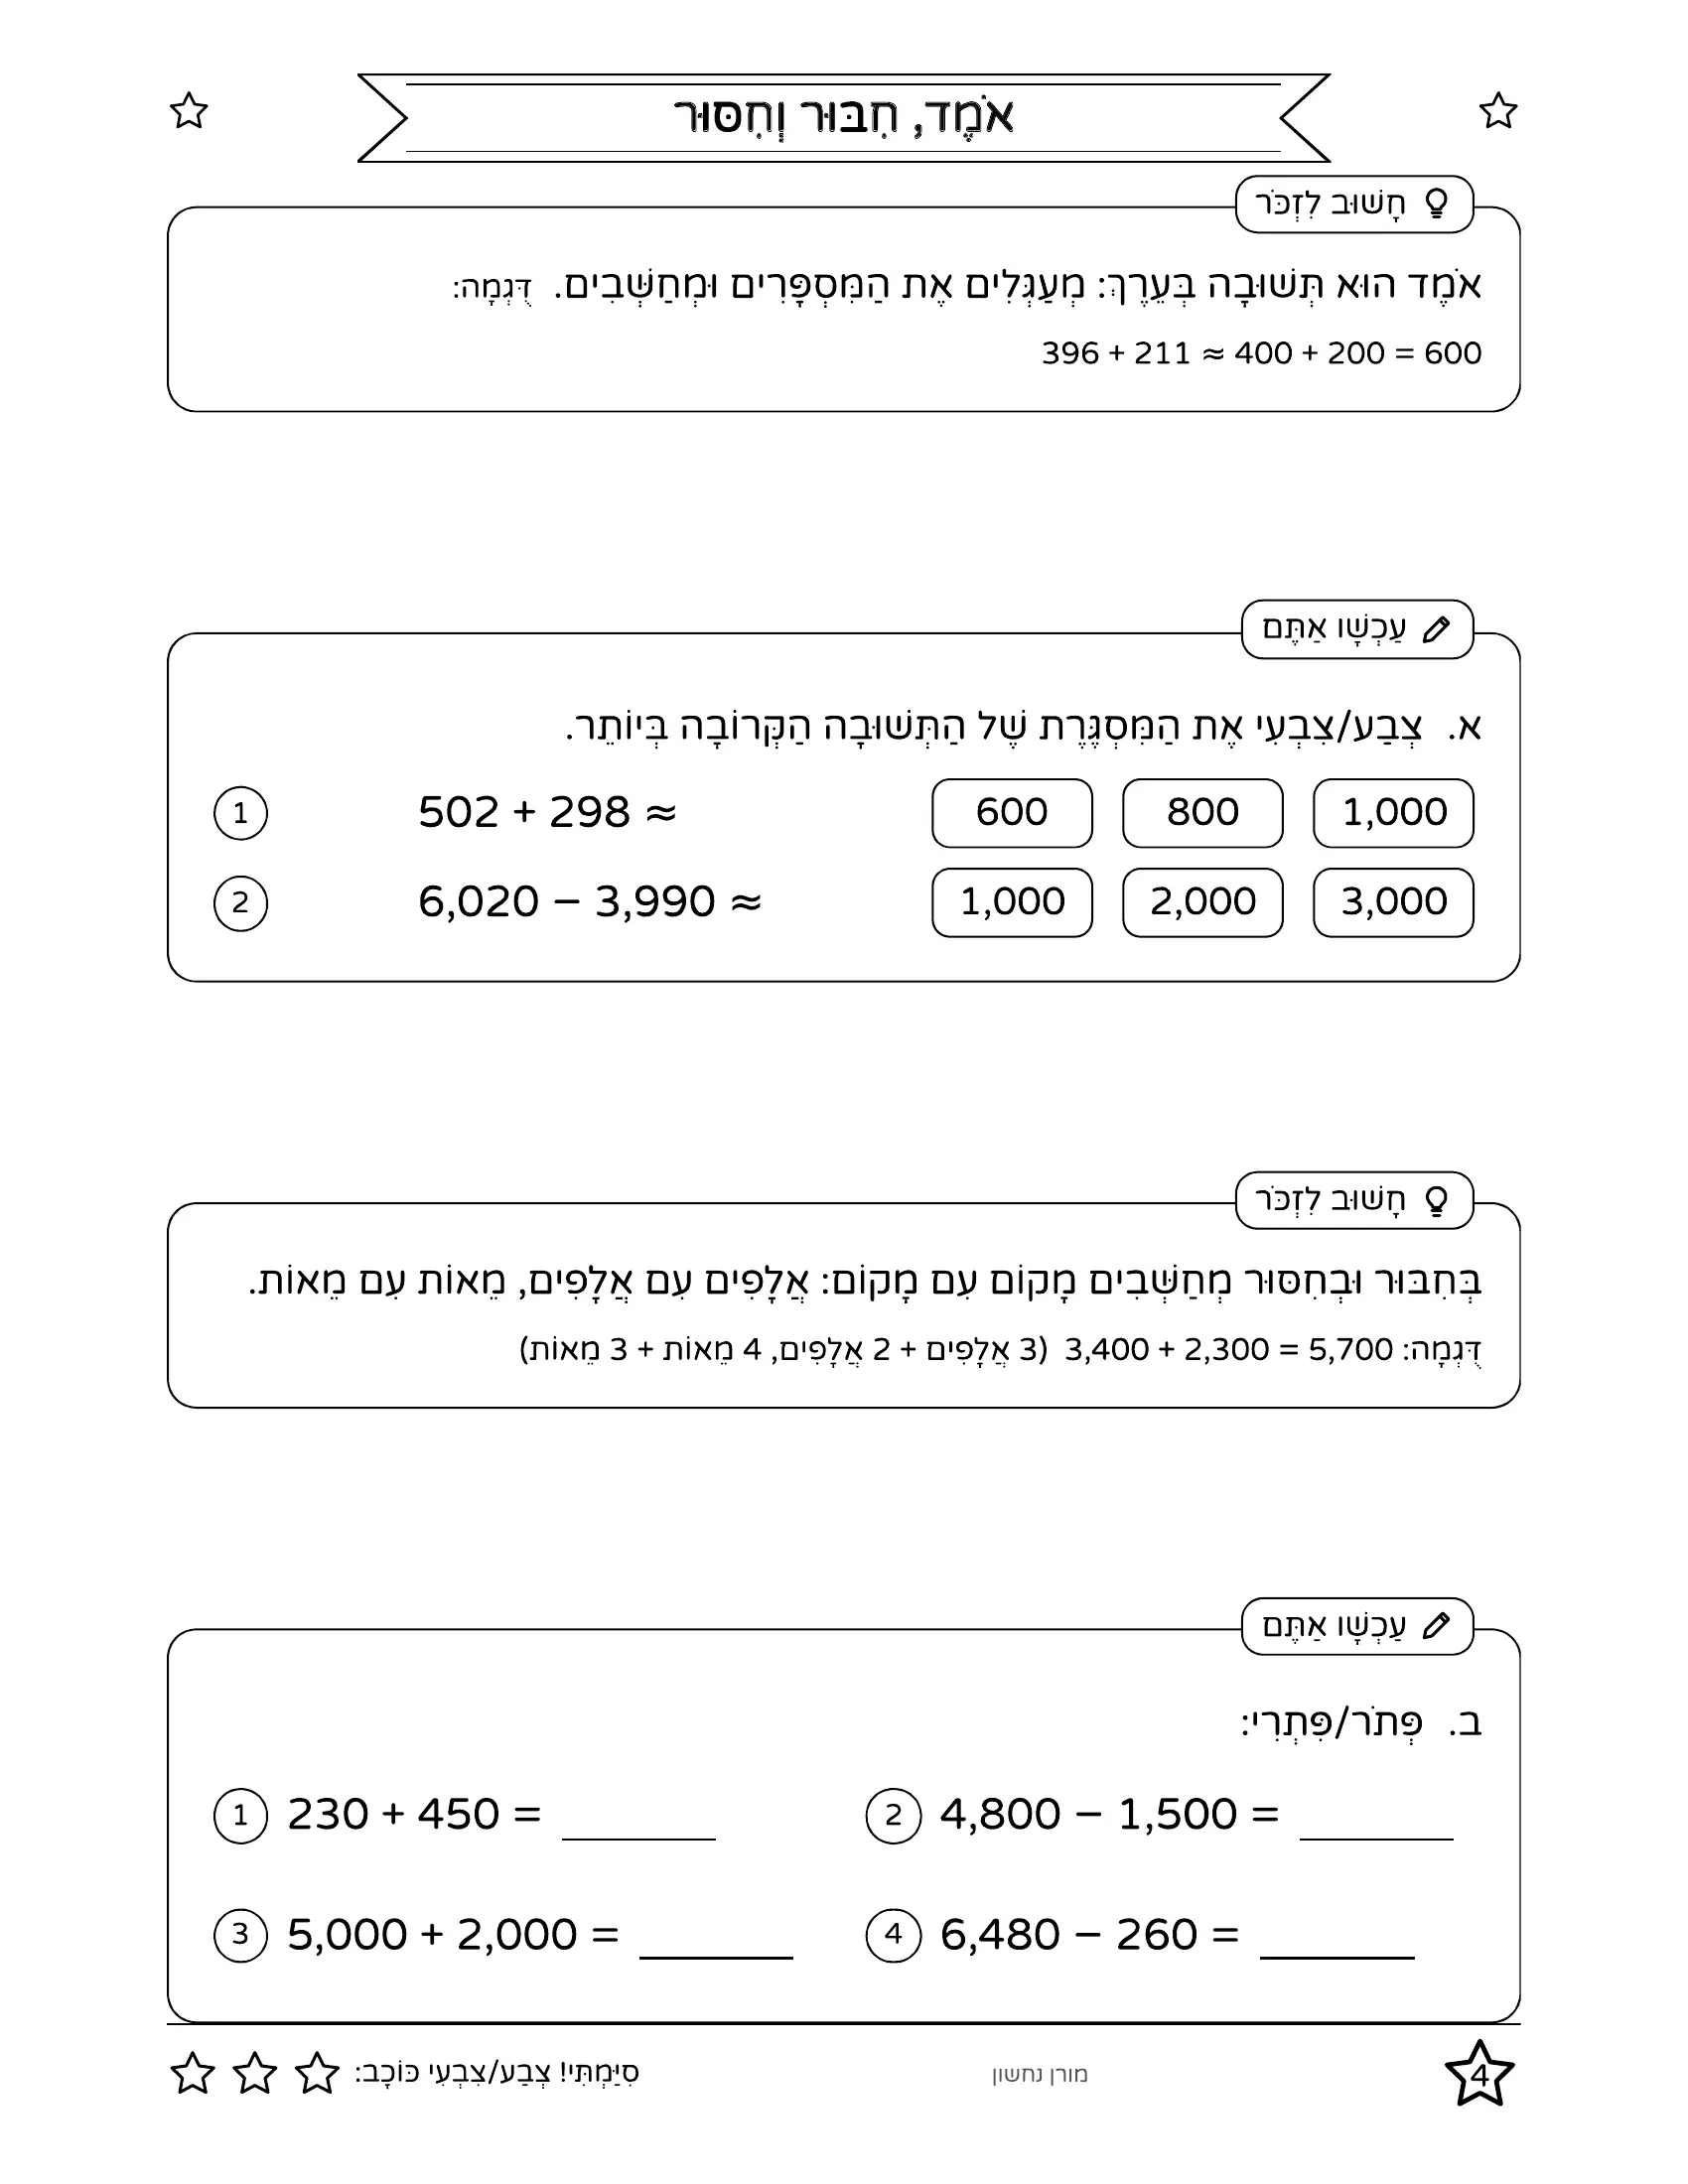 אֹמֶד, חִבּוּר וְחִסּוּר
חָשׁוּב לִזְכֹּר
אֹמֶד הוּא תְּשׁוּבָה בְּעֵרֶךְ: מְעַגְּלִים אֶת הַמִּסְפָּרִים וּמְחַשְּׁבִים. דֻּגְמָה:
396 + 211 ≈ 400 + 200 = 600
עַכְשָׁו אַתֶּם
א. צְבַע/צִבְעִי אֶת הַמִּסְגֶּרֶת שֶׁל הַתְּשׁוּבָה הַקְּרוֹבָה בְּיוֹתֵר.
1 502 + 298 ≈ 600 800 1,000
2 6,020 − 3,990 ≈ 1,000 2,000 3,000
חָשׁוּב לִזְכֹּר
בְּחִבּוּר וּבְחִסּוּר מְחַשְּׁבִים מָקוֹם עִם מָקוֹם: אֲלָפִים עִם אֲלָפִים, מֵאוֹת עִם מֵאוֹת.
דֻּגְמָה: 3,400 + 2,300 = 5,700 (3 אֲלָפִים + 2 אֲלָפִים, 4 מֵאוֹת + 3 מֵאוֹת)
עַכְשָׁו אַתֶּם
ב. פְּתֹר/פִּתְרִי:
1 230 + 450 = ______ 2 4,800 − 1,500 = ______
3 5,000 + 2,000 = ______ 4 6,480 − 260 = ______
4 מורן נחשון סִיַּמְתִּי! צְבַע/צִבְעִי כּוֹכָב: